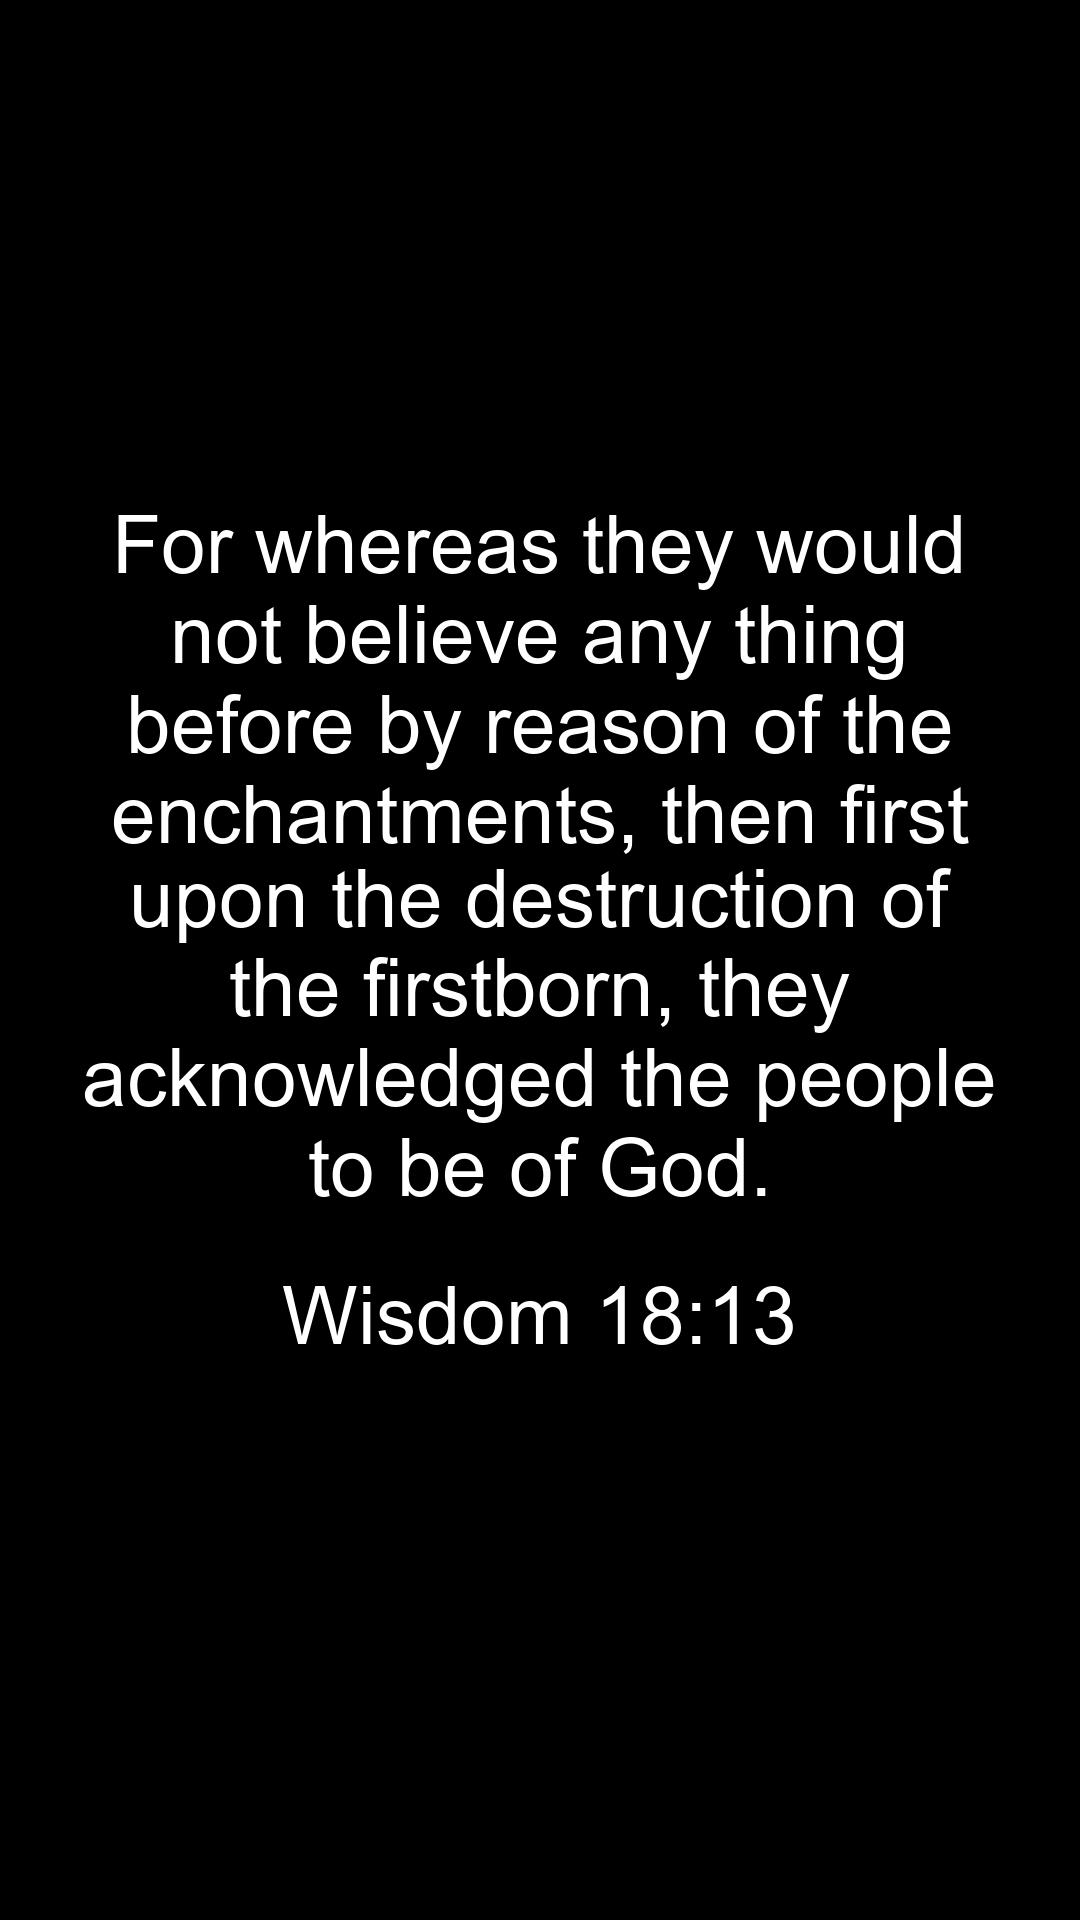 For whereas they would
not believe any thing
before by reason of the
enchantments, then first
upon the destruction of
the firstborn, they
acknowledged the people
to be of God.
Wisdom 18:13